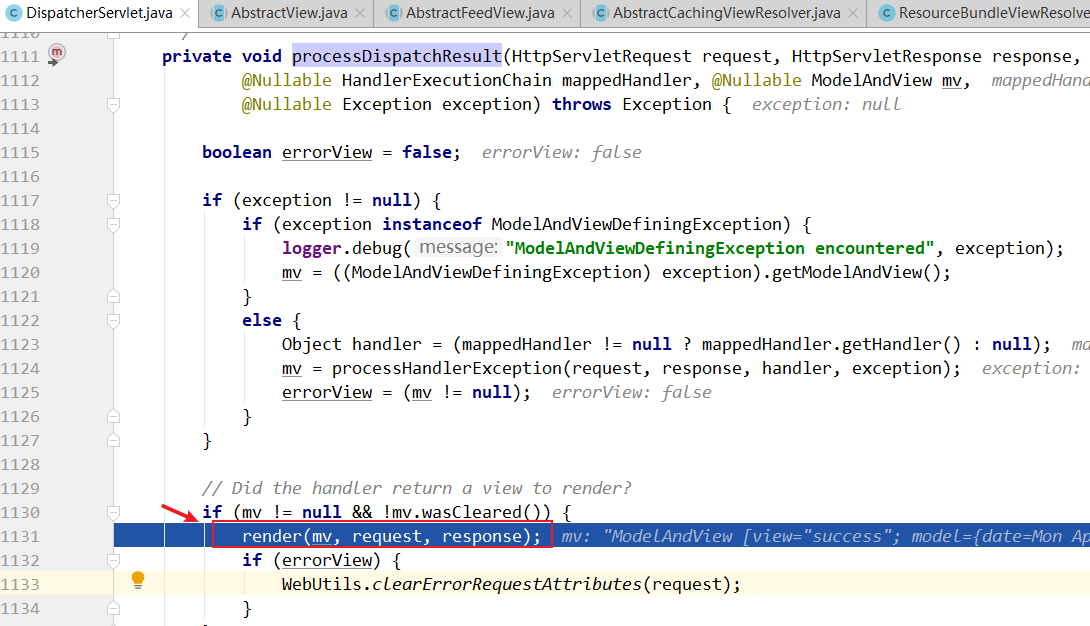 DispatcherServlet.java × AbstractView.java × AbstractFeedView.java × AbstractCachingViewResolver.java × ResourceBundleViewResolve
1110 */
1111 private void processDispatchResult(HttpServletRequest request, HttpServletResponse response,
1112 @Nullable HandlerExecutionChain mappedHandler, @Nullable ModelAndView mv, mappedHand
1113 @Nullable Exception exception) throws Exception { exception: null
1114
1115 boolean errorView = false; errorView: false
1116
1117 if (exception != null) {
1118 if (exception instanceof ModelAndViewDefiningException) {
1119 logger.debug( message: "ModelAndViewDefiningException encountered", exception);
1120 mv = ((ModelAndViewDefiningException) exception).getModelAndView();
1121 }
1122 else {
1123 Object handler = (mappedHandler != null ? mappedHandler.getHandler() : null); ma
1124 mv = processHandlerException(request, response, handler, exception); exception:
1125 errorView = (mv != null); errorView: false
1126 }
1127 }
1128
1129 // Did the handler return a view to render?
1130 if (mv != null && !mv.wasCleared()) {
1131 render(mv, request, response); mv: "ModelAndView [view="success"; model={date=Mon Ap
1132 if (errorView) {
1133 WebUtils.clearErrorRequestAttributes(request);
1134 }